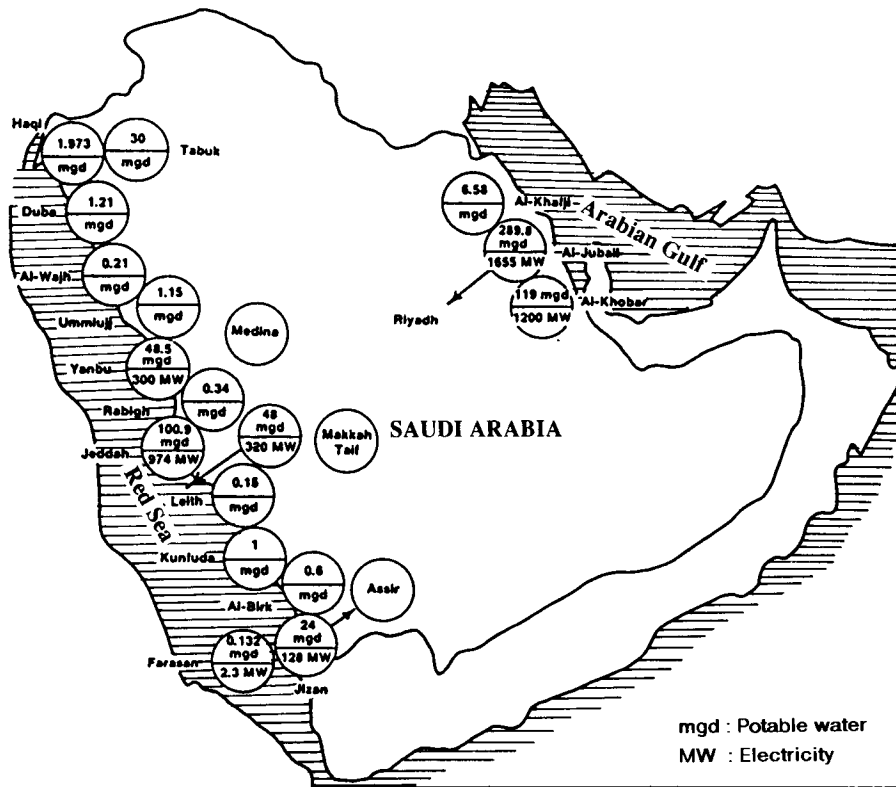 Haql
1.973
mgd
30
mgd
Tabuk
Duba
1.21
mgd
Al-Wajh
0.21
mgd
Ummlujj
1.15
mgd
Medina
Yanbu
48.5
mgd
300 MW
Rabigh
0.34
mgd
Jeddah
100.9
mgd
974 MW
48
mgd
320 MW
Makkah
Taif
SAUDI ARABIA
Red Sea
Leith
0.15
mgd
Kunfuda
1
mgd
Al-Birk
0.6
mgd
Assir
24
mgd
128 MW
Jizan
Farasan
0.132
mgd
2.3 MW
6.58
mgd
Al-Khafji
Arabian Gulf
289.8
mgd
1655 MW
Al-Jubail
119 mgd
1200 MW
Al-Khobar
Riyadh
mgd : Potable water
MW : Electricity